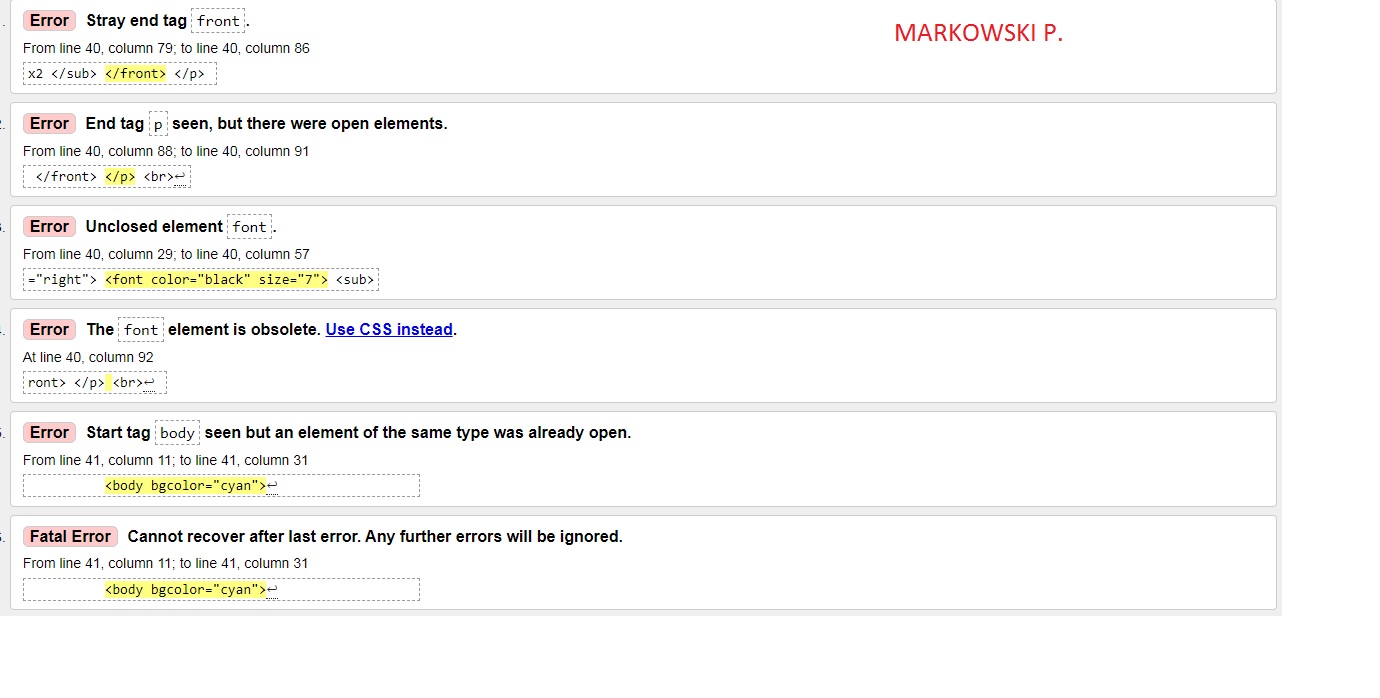 Error Stray end tag front.
MARKOWSKI P.
From line 40, column 79; to line 40, column 86
x2 </sub> </front> </p>
Error End tag p seen, but there were open elements.
From line 40, column 88; to line 40, column 91
</front> </p> <br>↩
Error Unclosed element font.
From line 40, column 29; to line 40, column 57
="right"> <font color="black" size="7"> <sub>
Error The font element is obsolete. Use CSS instead.
At line 40, column 92
ront> </p> <br>↩
Error Start tag body seen but an element of the same type was already open.
From line 41, column 11; to line 41, column 31
<body bgcolor="cyan">↩
Fatal Error Cannot recover after last error. Any further errors will be ignored.
From line 41, column 11; to line 41, column 31
<body bgcolor="cyan">↩